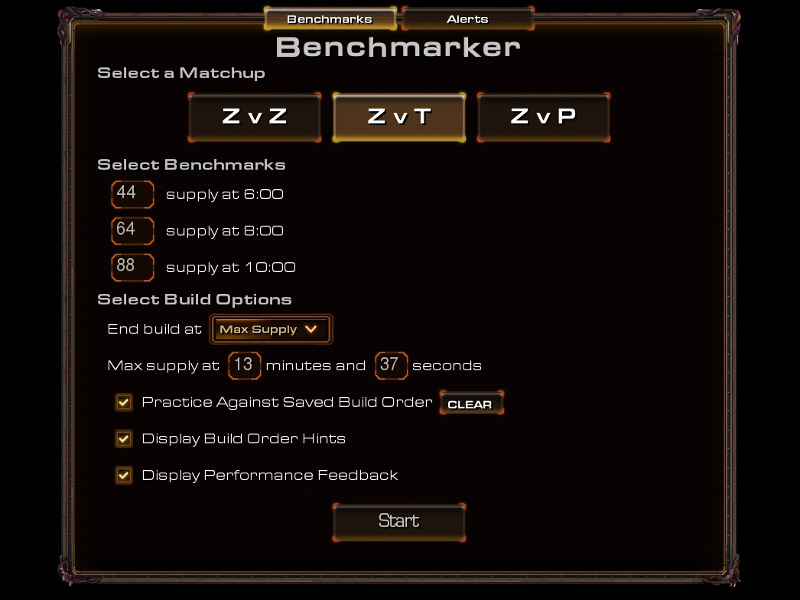 Benchmarks Alerts
Benchmarker
Select a Matchup
Z v Z Z v T Z v P
Select Benchmarks
44 supply at 6:00
64 supply at 8:00
88 supply at 10:00
Select Build Options
End build at Max Supply
Max supply at 13 minutes and 37 seconds
Practice Against Saved Build Order CLEAR
Display Build Order Hints
Display Performance Feedback
Start